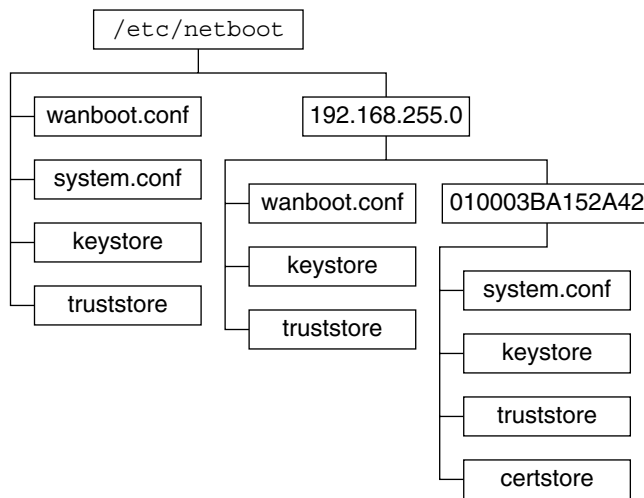 /etc/netboot
wanboot.conf
system.conf
keystore
truststore
192.168.255.0
wanboot.conf
keystore
truststore
010003BA152A42
system.conf
keystore
truststore
certstore